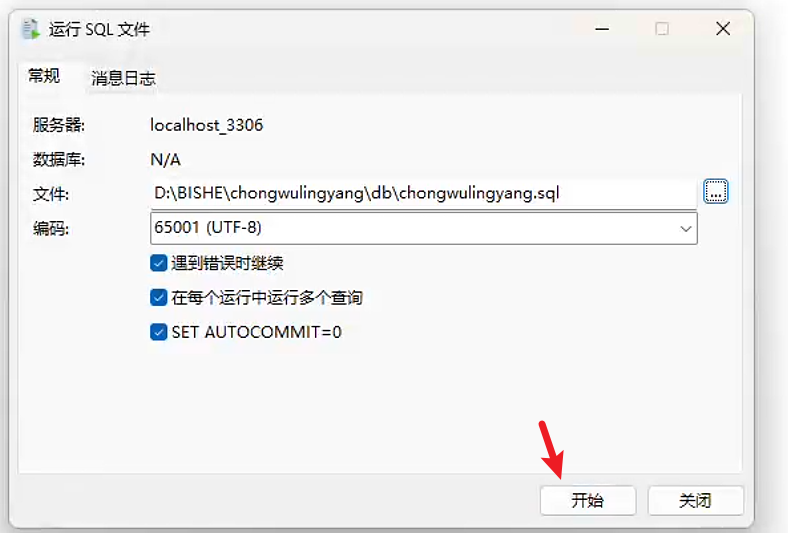 运行 SQL 文件
常规 消息日志
服务器: localhost_3306
数据库: N/A
文件: D:\BISHE\chongwulingyang\db\chongwulingyang.sql ...
编码: 65001 (UTF-8)
遇到错误时继续
在每个运行中运行多个查询
SET AUTOCOMMIT=0
开始 关闭